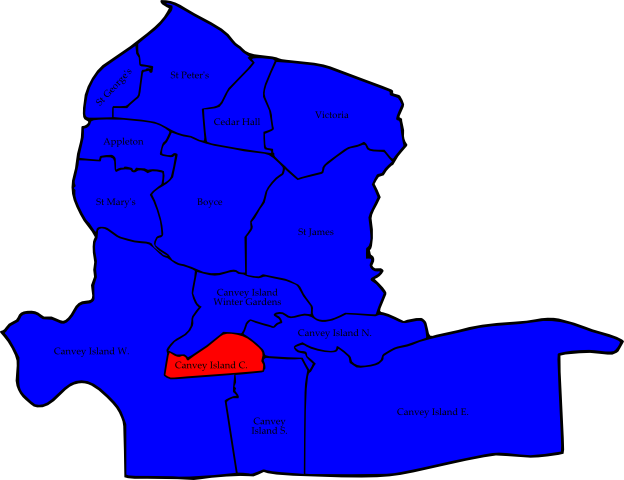 St Peter's
St George's
Victoria
Cedar Hall
Appleton
St Mary's
Boyce
St James
Canvey Island
Winter Gardens
Canvey Island N.
Canvey Island W.
Canvey Island C.
Canvey Island E.
Canvey
Island S.